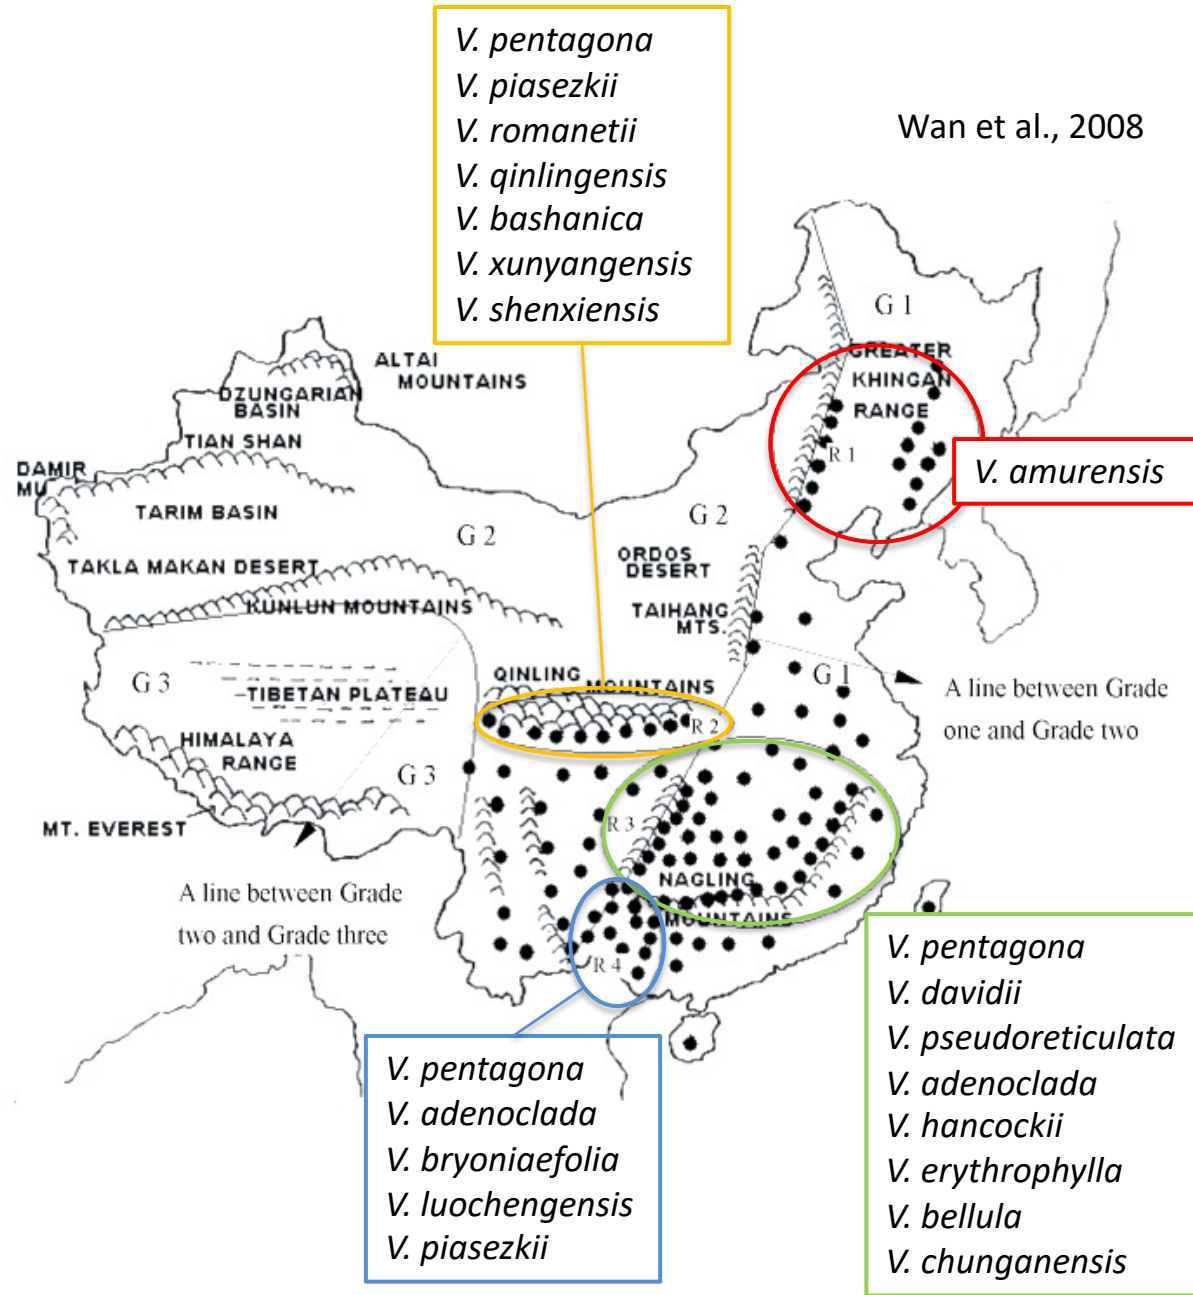 V. pentagona
V. piasezkii
V. romanetii
V. qinlingensis
V. bashanica
V. xunyangensis
V. shenxiensis
Wan et al., 2008
G 1
GREATER
KHINGAN
RANGE
R 1
V. amurensis
ALTAI
MOUNTAINS
DZUNGARIAN
BASIN
TIAN SHAN
DAMIR
MU
TARIM BASIN
G 2
G 2
ORDOS
DESERT
TAKLA MAKAN DESERT
KUNLUN MOUNTAINS
TAIHANG
MTS.
G 3
TIBETAN PLATEAU
QINLING
MOUNTAINS
R 2
G 1
A line between Grade
one and Grade two
HIMALAYA
RANGE
G 3
MT. EVEREST
R 3
NAGLING
MOUNTAINS
R 4
A line between Grade
two and Grade three
V. pentagona
V. adenoclada
V. bryoniaefolia
V. luochengensis
V. piasezkii
V. pentagona
V. davidii
V. pseudoreticulata
V. adenoclada
V. hancockii
V. erythrophylla
V. bellula
V. chunganensis